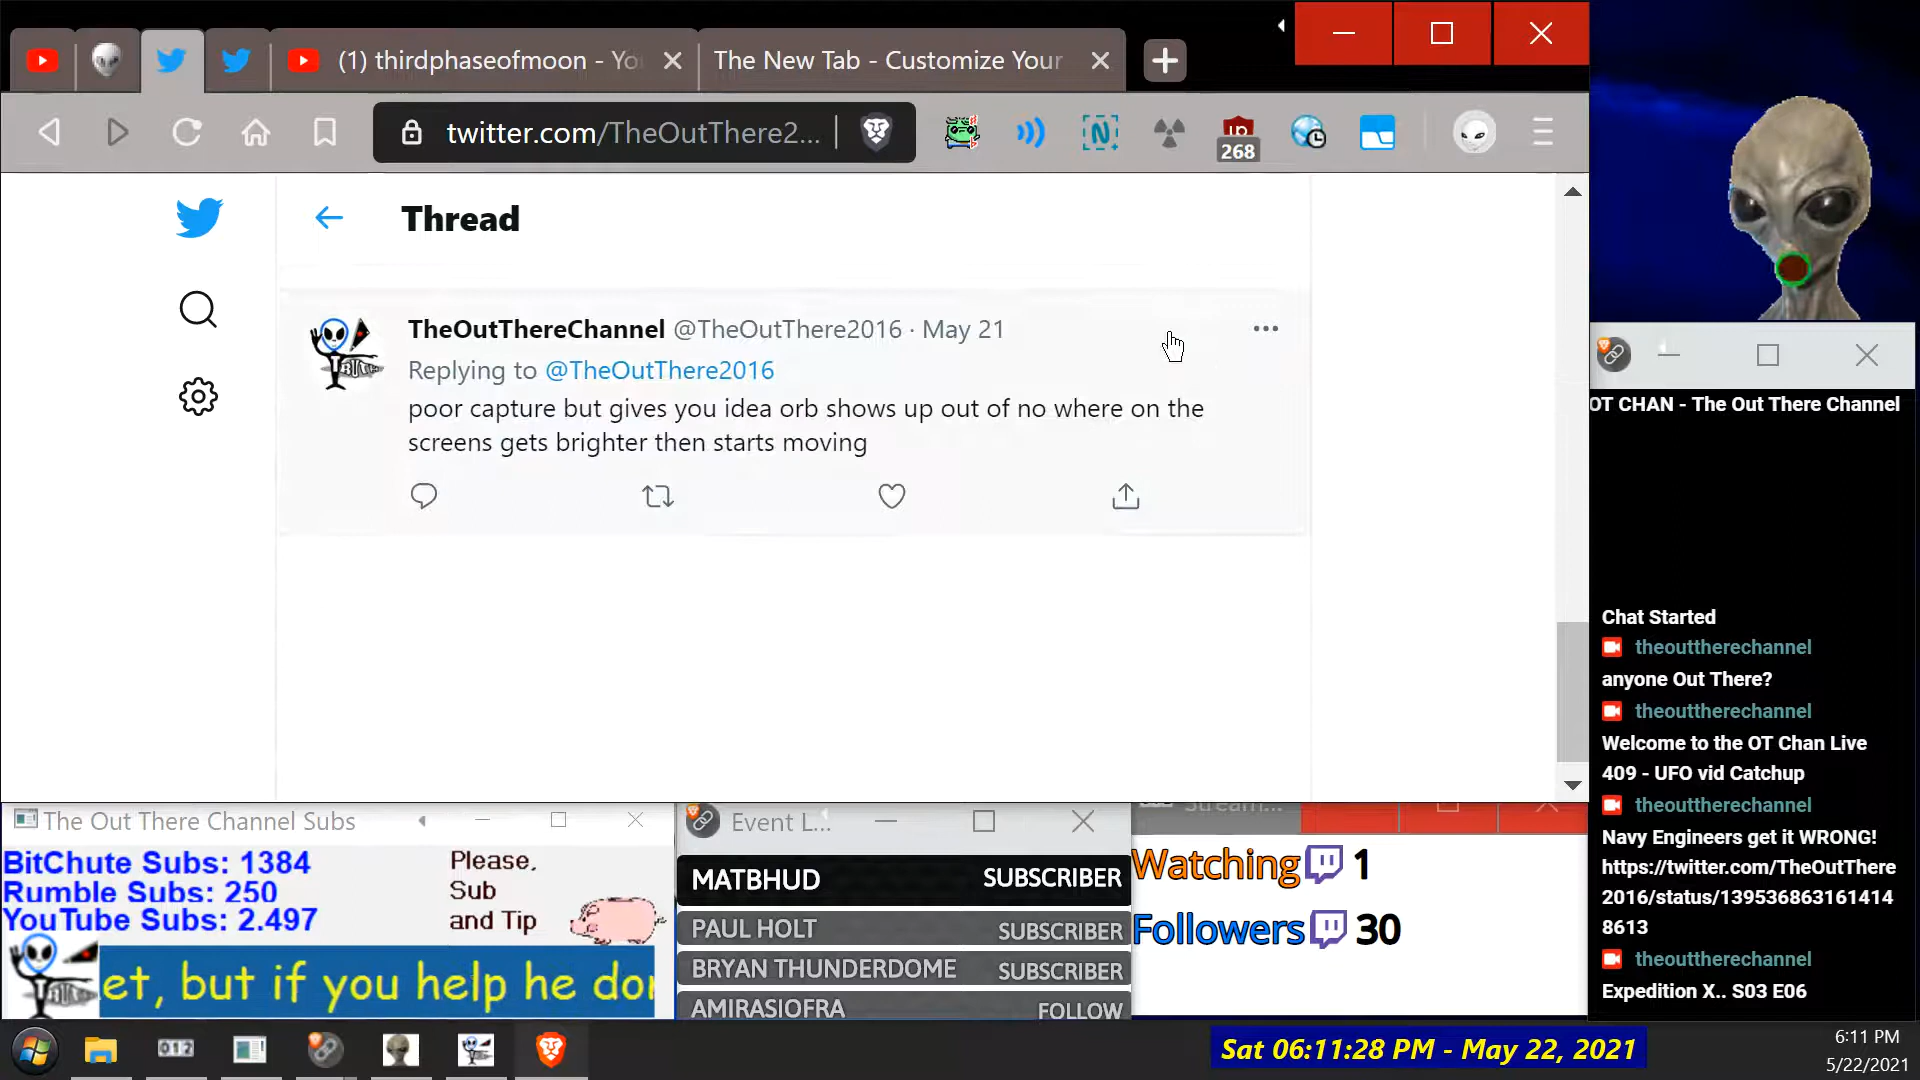 (1) thirdphaseofmoon - Yo
The New Tab - Customize Your
twitter.com/TheOutThere2...
268
Thread
TheOutThereChannel @TheOutThere2016 · May 21
Replying to @TheOutThere2016
poor capture but gives you idea orb shows up out of no where on the
screens gets brighter then starts moving
OT CHAN - The Out There Channel
Chat Started
theouttherechannel
anyone Out There?
theouttherechannel
Welcome to the OT Chan Live
409 - UFO vid Catchup
theouttherechannel
Navy Engineers get it WRONG!
https://twitter.com/TheOutThere
2016/status/139536863161414
8613
theouttherechannel
Expedition X.. S03 E06
The Out There Channel Subs
BitChute Subs: 1384
Rumble Subs: 250
YouTube Subs: 2.497
Please,
Sub
and Tip
et, but if you help he do
Event L...
MATBHUD SUBSCRIBER
PAUL HOLT SUBSCRIBER
BRYAN THUNDERDOME SUBSCRIBER
AMIRASIOFRA FOLLOW
Stream...
Watching 1
Followers 30
012
Sat 06:11:28 PM - May 22, 2021
6:11 PM
5/22/2021